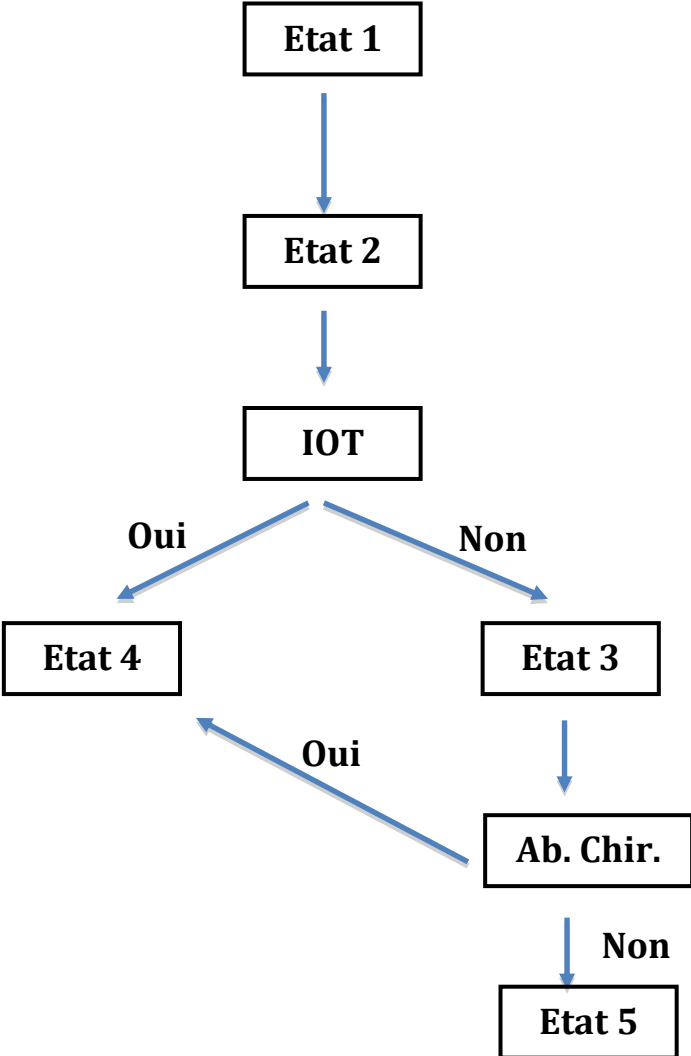 Etat 1
Etat 2
IOT
Oui
Non
Etat 4
Etat 3
Oui
Ab. Chir.
Non
Etat 5